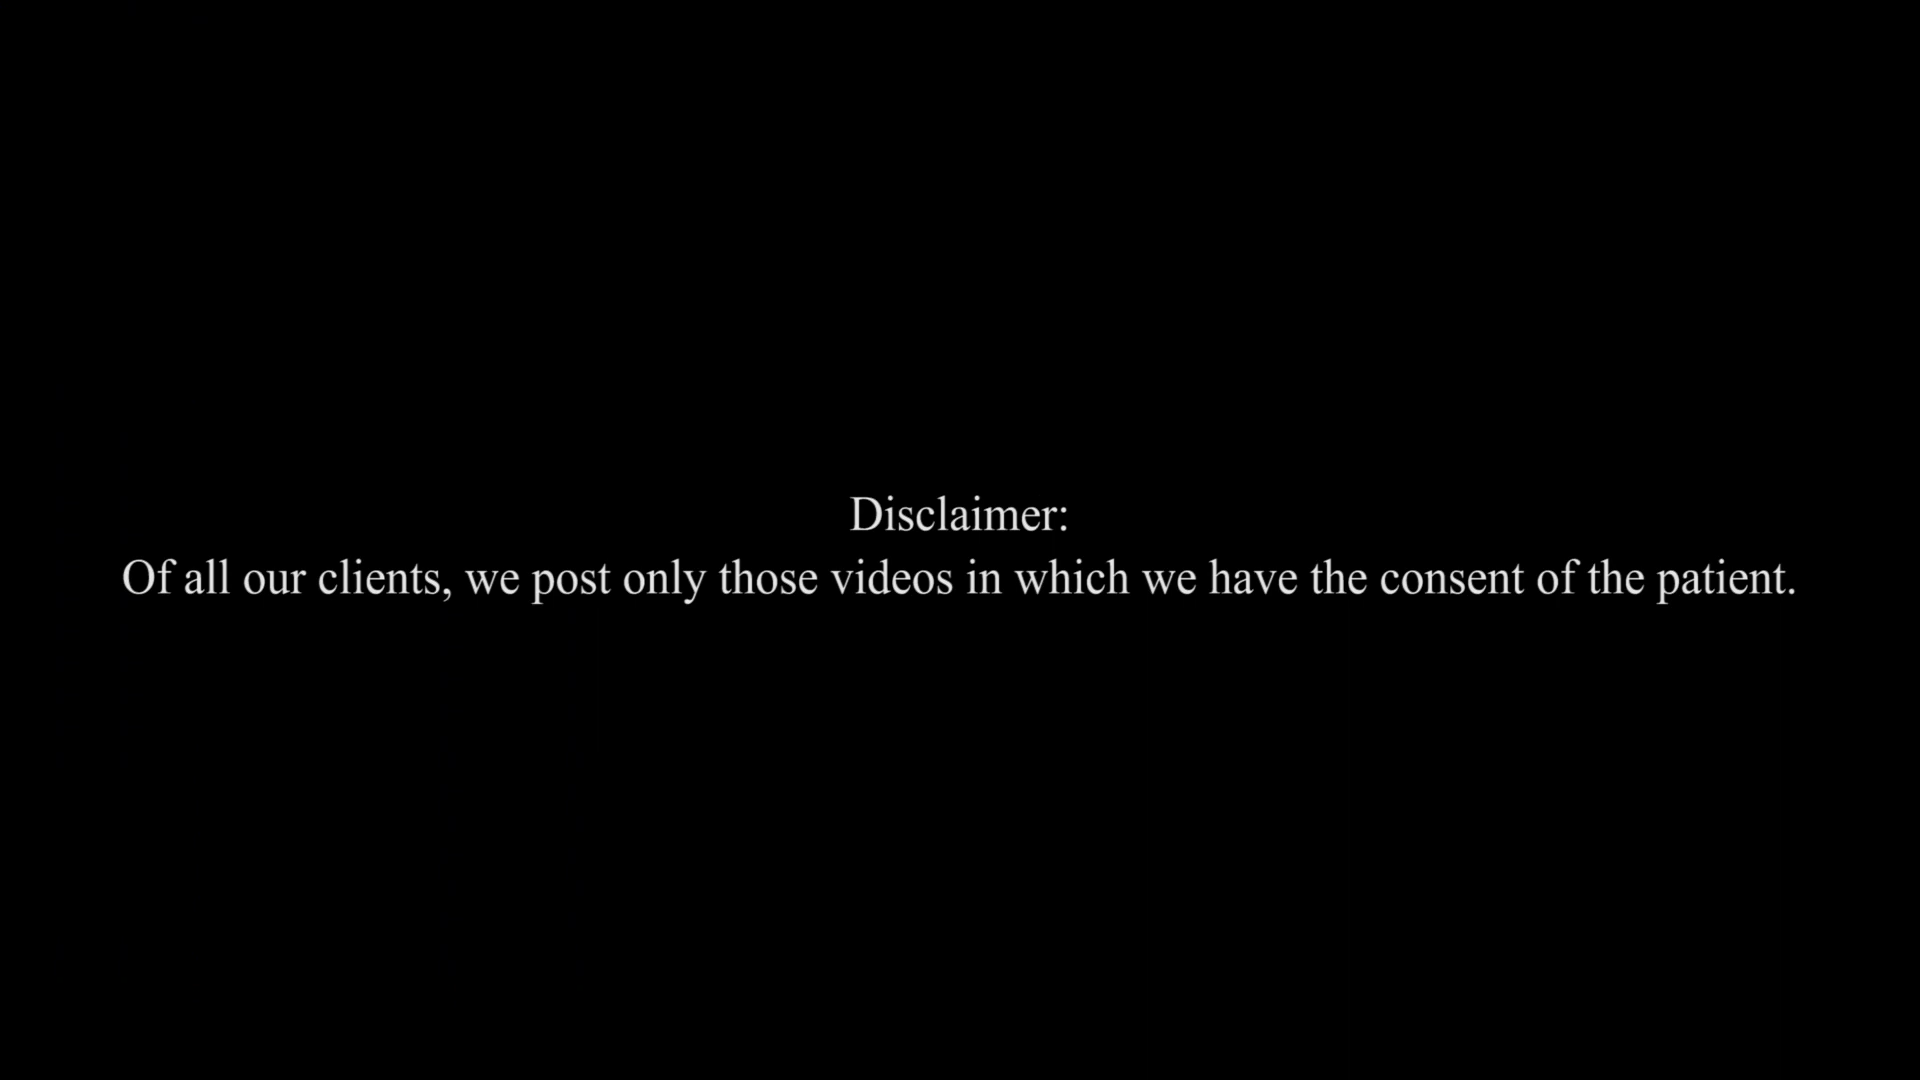 Disclaimer:
Of all our clients, we post only those videos in which we have the consent of the patient.